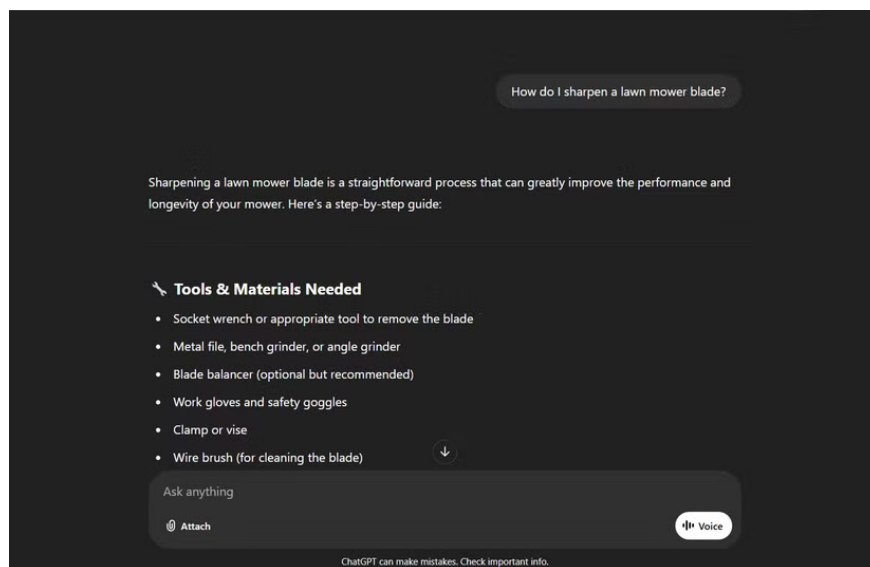 How do I sharpen a lawn mower blade?
Sharpening a lawn mower blade is a straightforward process that can greatly improve the performance and
longevity of your mower. Here's a step-by-step guide:
Tools & Materials Needed
• Socket wrench or appropriate tool to remove the blade
• Metal file, bench grinder, or angle grinder
• Blade balancer (optional but recommended)
• Work gloves and safety goggles
• Clamp or vise
• Wire brush (for cleaning the blade)
Ask anything
Attach
Voice
ChatGPT can make mistakes. Check important info.